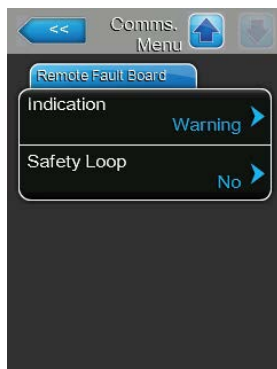 <<
Comms.
Menu
Remote Fault Board
Indication
Warning
Safety Loop
No